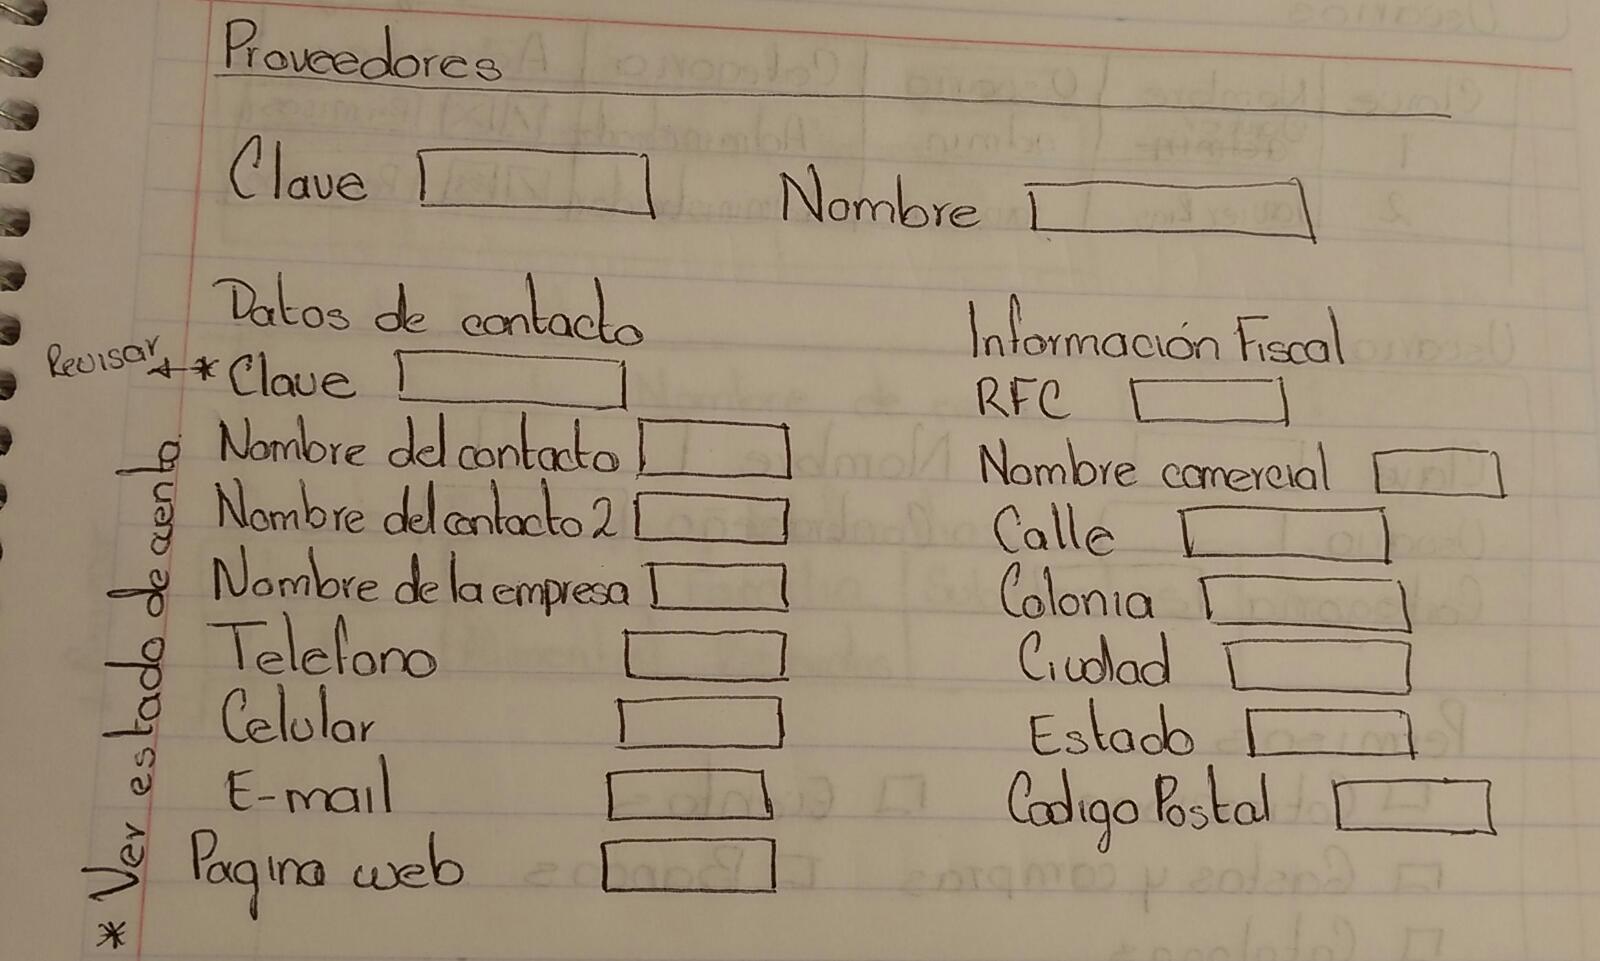 Proveedores
Clave
Nombre
Datos de contacto
Revisar * Clave
Nombre del contacto
Nombre del contacto 2
Nombre de la empresa
Telefono
Celular
E-mail
Pagina web
Información Fiscal
RFC
Nombre comercial
Calle
Colonia
Ciudad
Estado
Codigo Postal
* Ver estado de cuenta